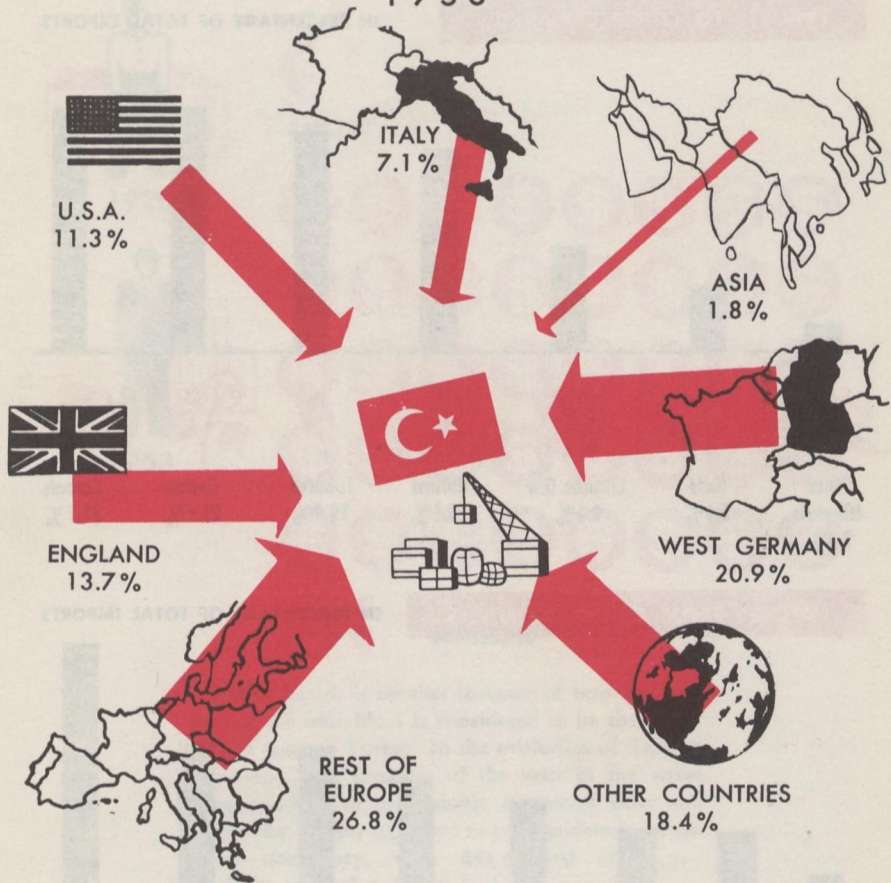 U.S.A.
11.3%
ITALY
7.1%
ASIA
1.8%
ENGLAND
13.7%
WEST GERMANY
20.9%
REST OF
EUROPE
26.8%
OTHER COUNTRIES
18.4%